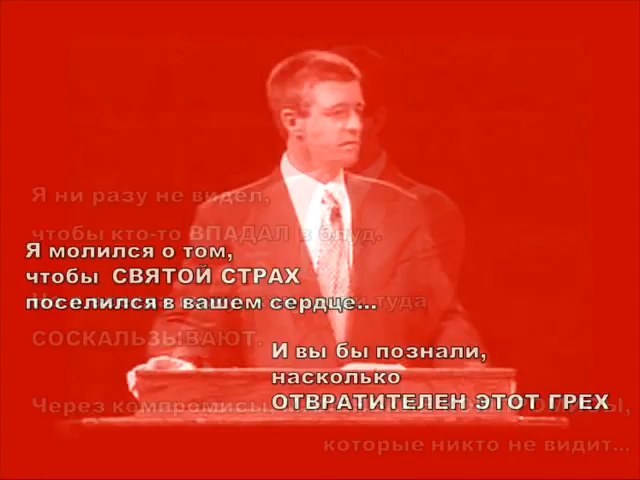 Я ни разу не видел,
чтобы кто-то ВПАДАЛ в блуд.
Я молился о том,
чтобы СВЯТОЙ СТРАХ
поселился в вашем сердце...
туда
СОСКАЛЬЗЫВАЮТ.
И вы бы познали,
насколько
ОТВРАТИТЕЛЕН ЭТОТ ГРЕХ
Через компромиссы,
которые никто не видит...